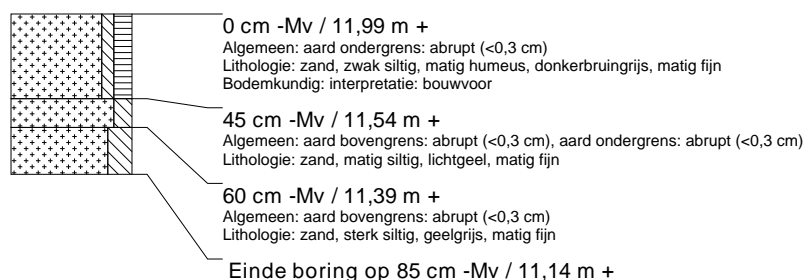 0 cm -Mv / 11,99 m +
Algemeen: aard ondergrens: abrupt (<0,3 cm)
Lithologie: zand, zwak siltig, matig humeus, donkerbruingrijs, matig fijn
Bodemkundig: interpretatie: bouwvoor
45 cm -Mv / 11,54 m +
Algemeen: aard bovengrens: abrupt (<0,3 cm), aard ondergrens: abrupt (<0,3 cm)
Lithologie: zand, matig siltig, lichtgeel, matig fijn
60 cm -Mv / 11,39 m +
Algemeen: aard bovengrens: abrupt (<0,3 cm)
Lithologie: zand, sterk siltig, geelgrijs, matig fijn
Einde boring op 85 cm -Mv / 11,14 m +